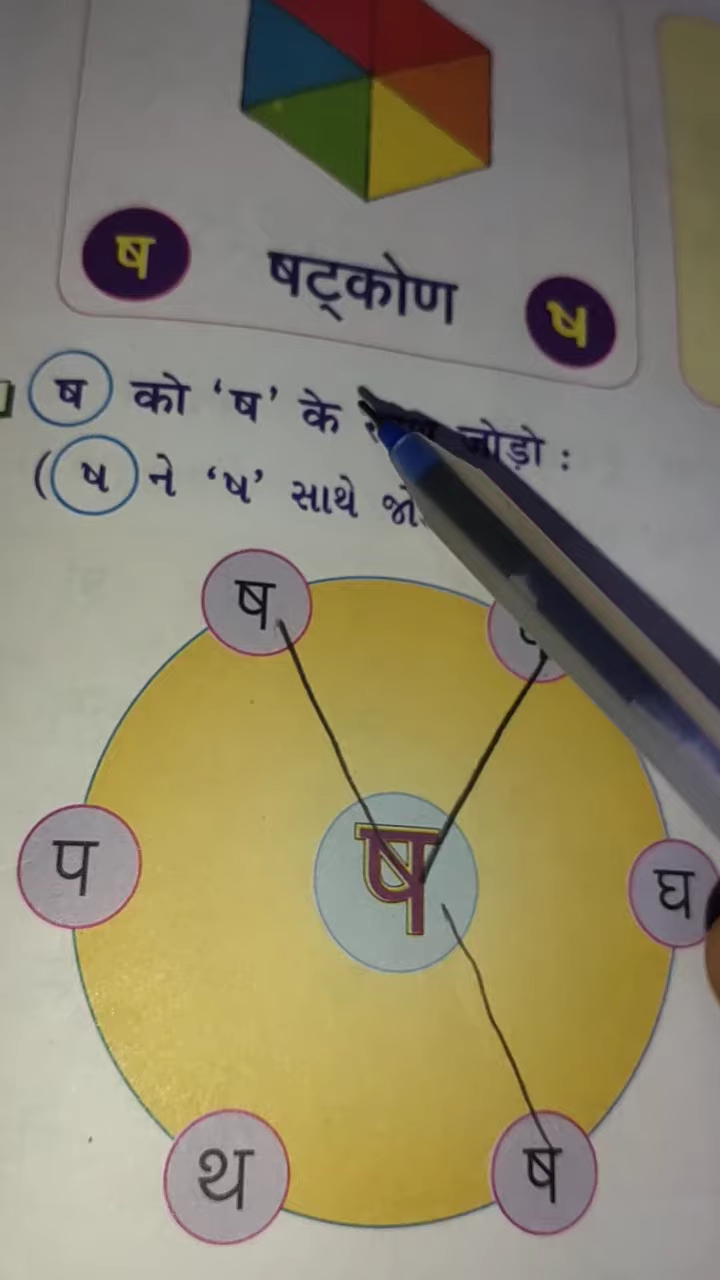 ष षट्कोण ષ
ष को 'ष' के जोड़ो :
(ष ને 'ष' સાથે
ष
प ष घ
थ ष